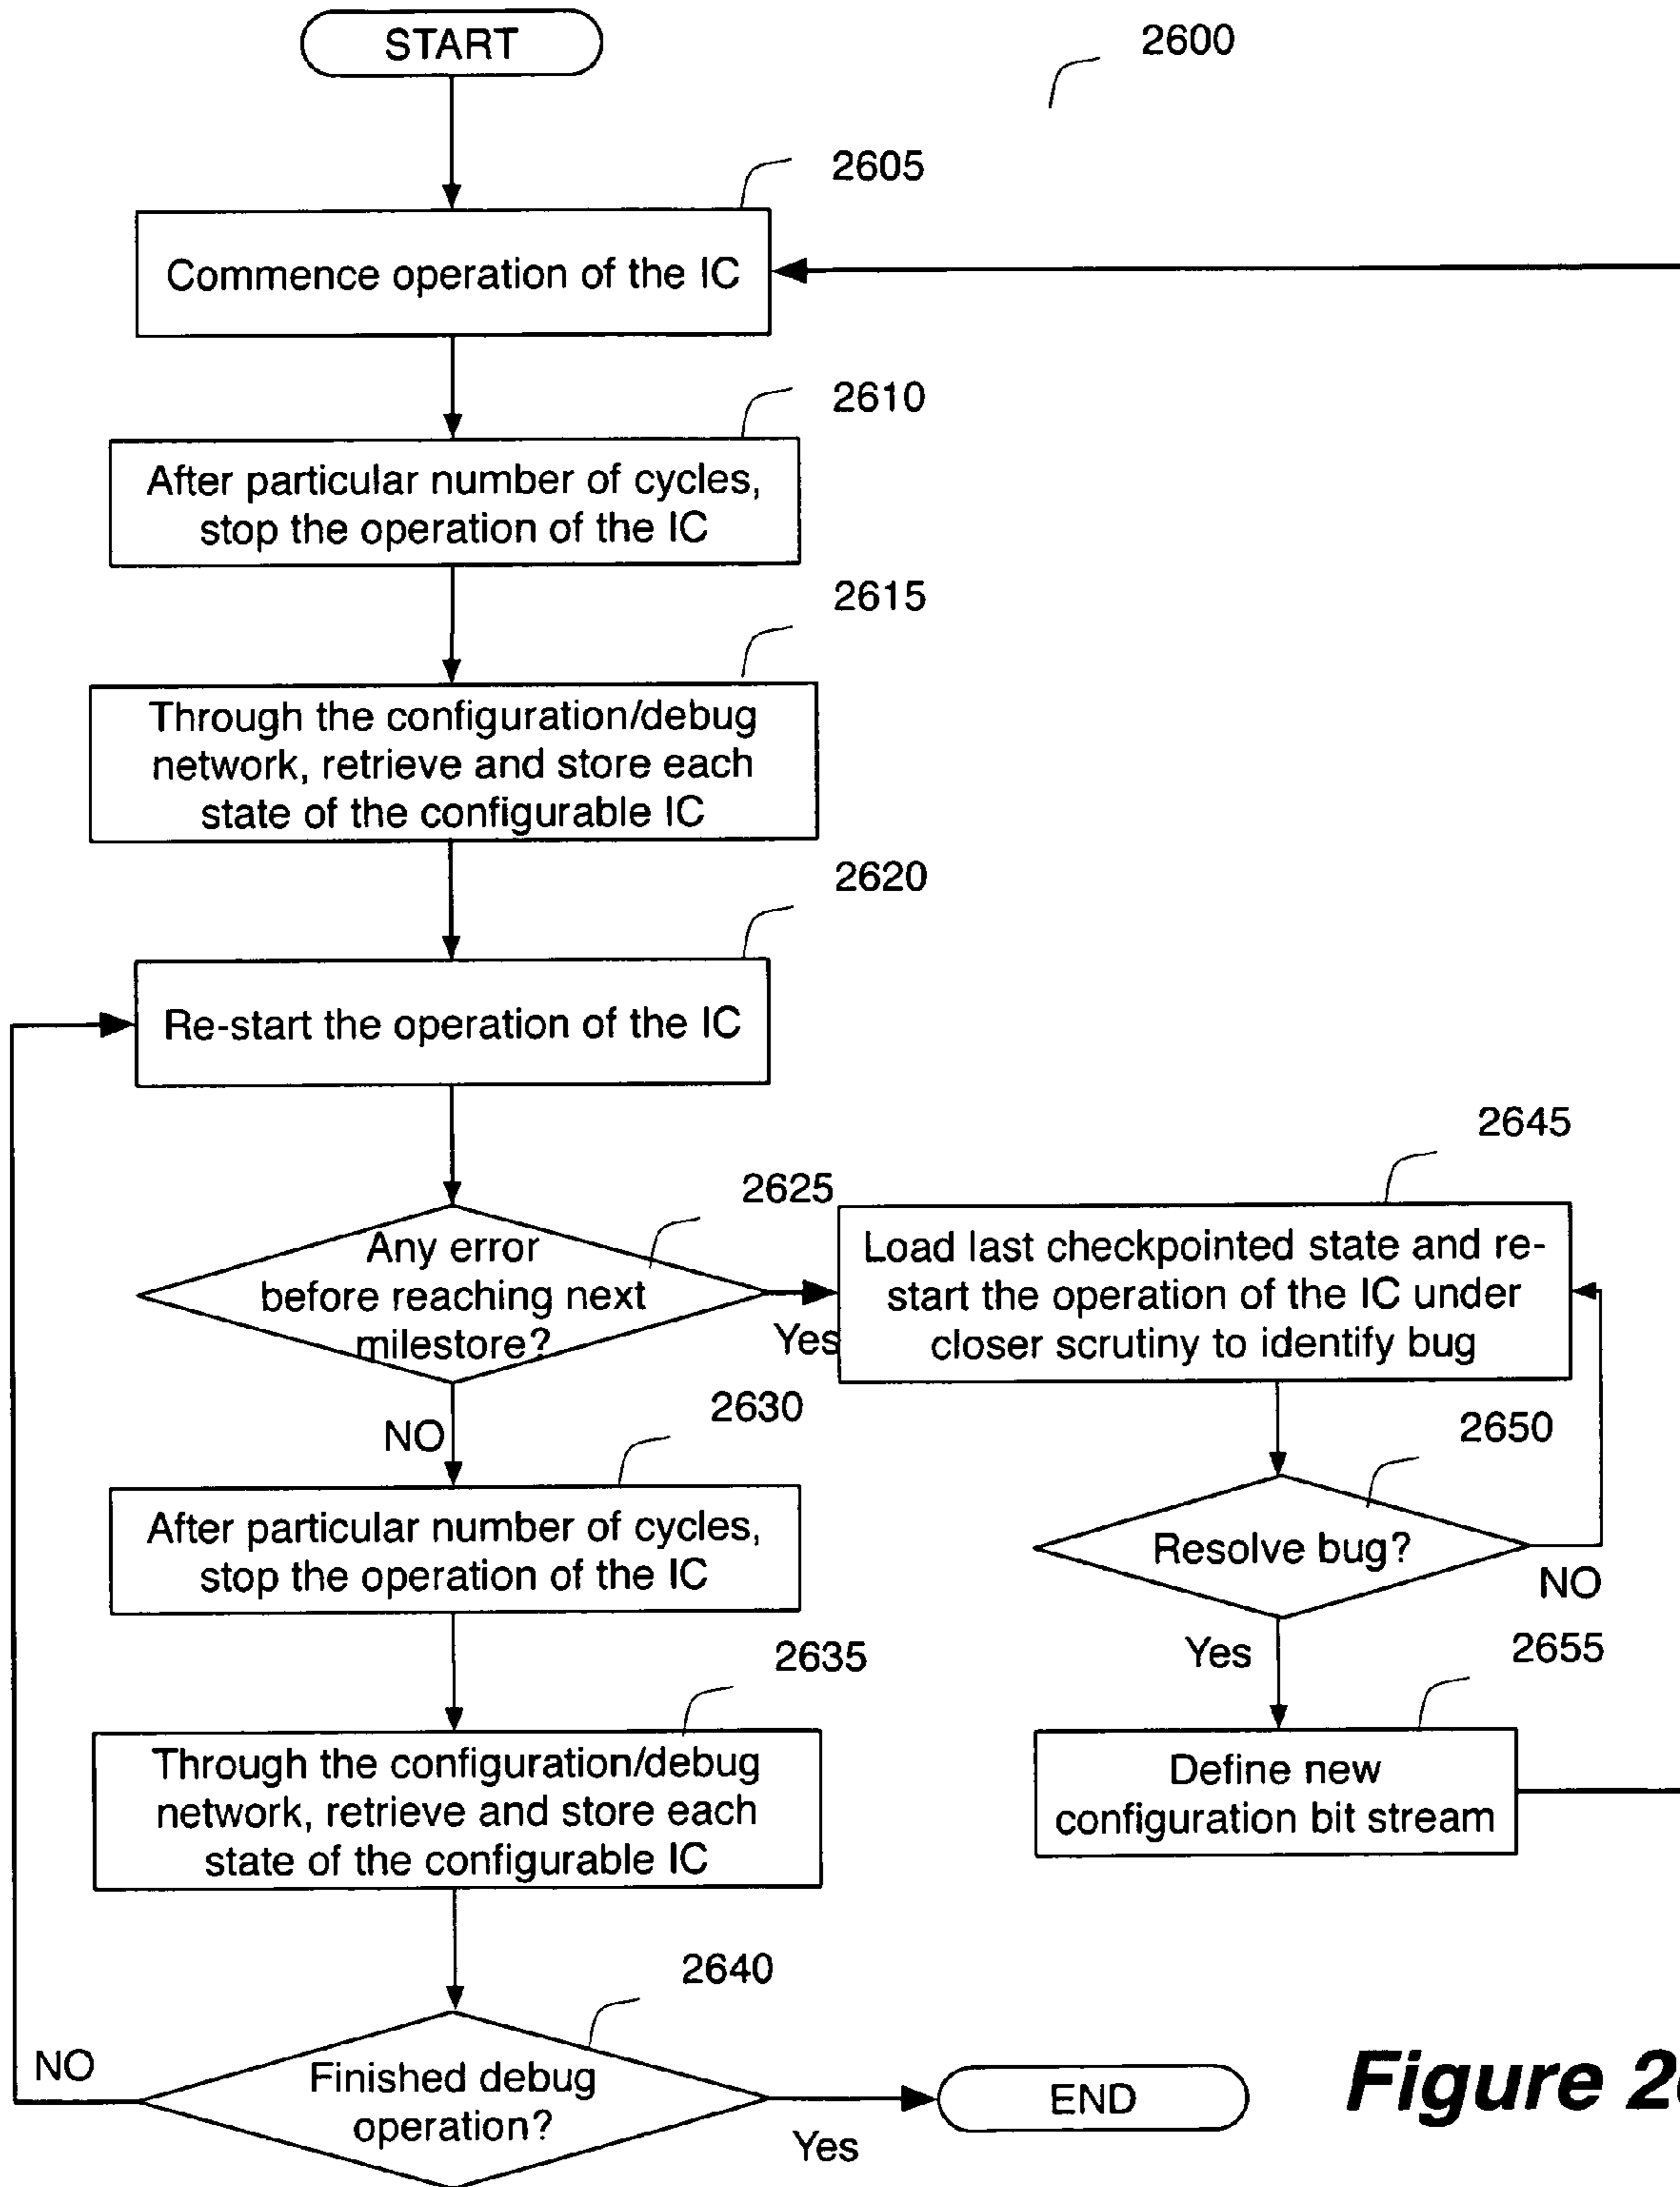 START
2600
2605
Commence operation of the IC
2610
After particular number of cycles,
stop the operation of the IC
2615
Through the configuration/debug
network, retrieve and store each
state of the configurable IC
2620
Re-start the operation of the IC
2625
Any error
before reaching next
milestore?
Yes
NO
2645
Load last checkpointed state and re-
start the operation of the IC under
closer scrutiny to identify bug
2650
Resolve bug?
NO
Yes
2655
Define new
configuration bit stream
2630
After particular number of cycles,
stop the operation of the IC
2635
Through the configuration/debug
network, retrieve and store each
state of the configurable IC
2640
Finished debug
operation?
NO
Yes
END
Figure